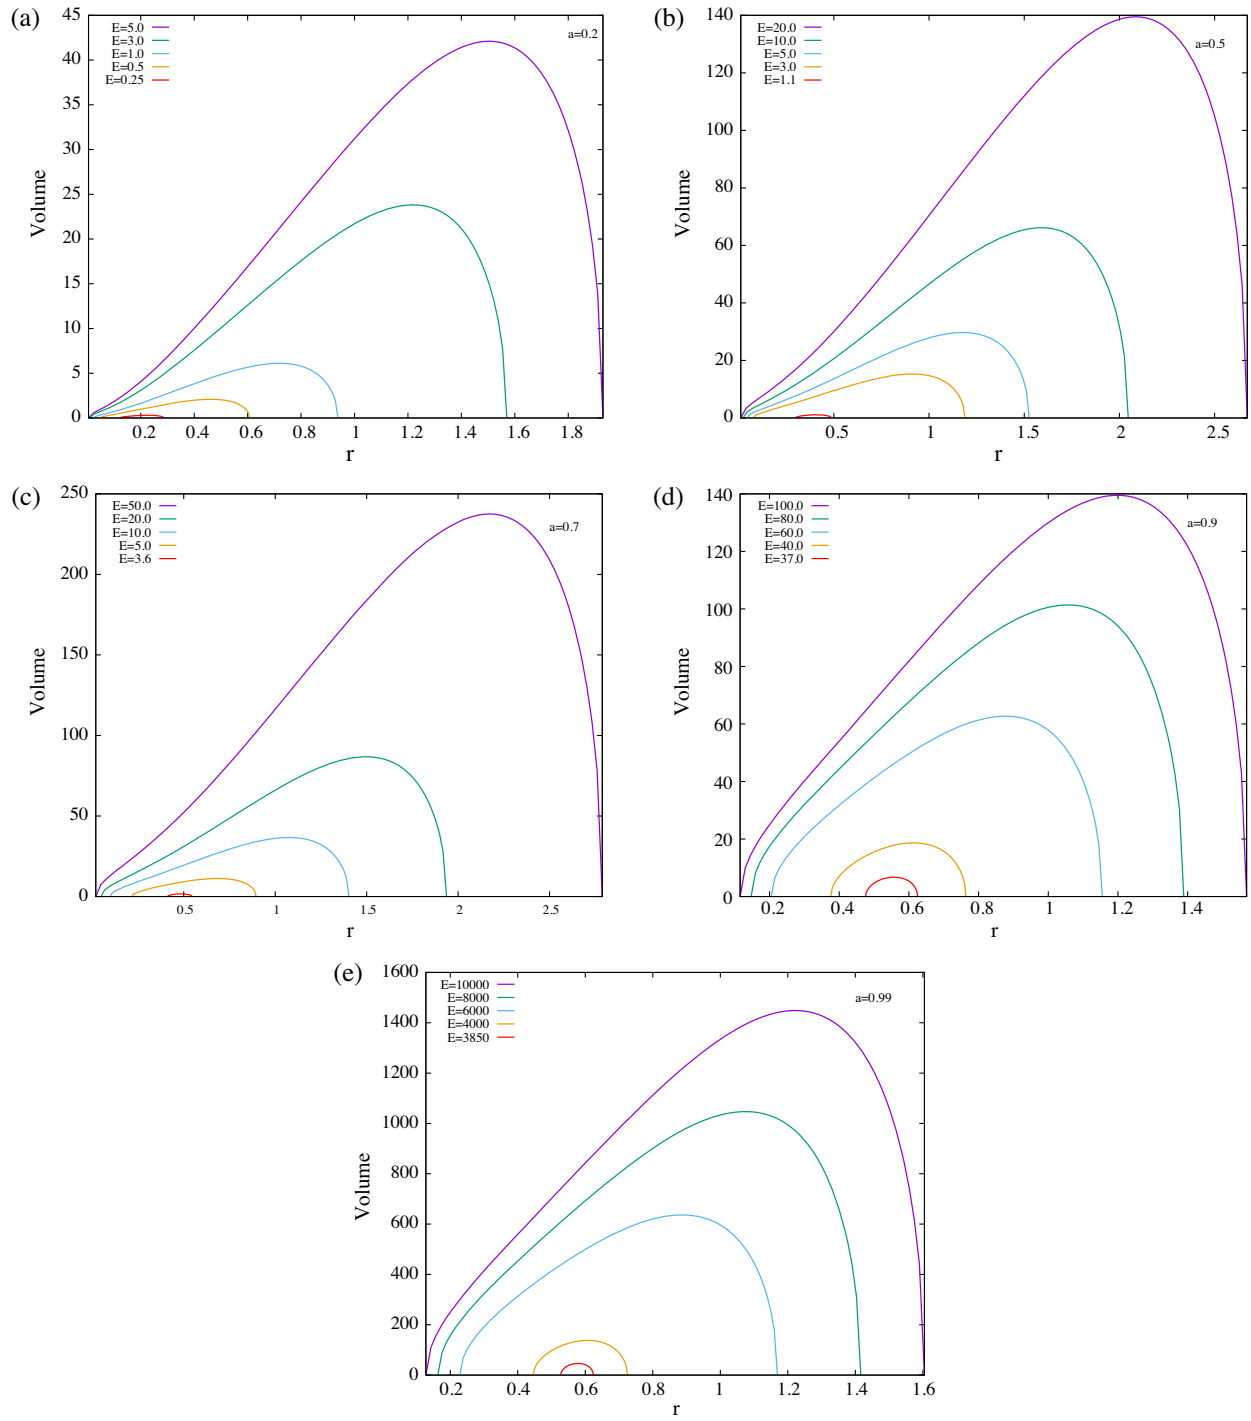 (a)
45
40
35
30
25
20
15
10
5
0
Volume
E=5.0
E=3.0
E=1.0
E=0.5
E=0.25
a=0.2
0.2 0.4 0.6 0.8 1 1.2 1.4 1.6 1.8
r
(b)
140
120
100
80
60
40
20
0
Volume
E=20.0
E=10.0
E=5.0
E=3.0
E=1.1
a=0.5
0.5 1 1.5 2 2.5
r
(c)
250
200
150
100
50
0
Volume
E=50.0
E=20.0
E=10.0
E=5.0
E=3.6
a=0.7
0.5 1 1.5 2 2.5
r
(d)
140
120
100
80
60
40
20
0
Volume
E=100.0
E=80.0
E=60.0
E=40.0
E=37.0
a=0.9
0.2 0.4 0.6 0.8 1 1.2 1.4
r
(e)
1600
1400
1200
1000
800
600
400
200
0
Volume
E=10000
E=8000
E=6000
E=4000
E=3850
a=0.99
0.2 0.4 0.6 0.8 1 1.2 1.4 1.6
r